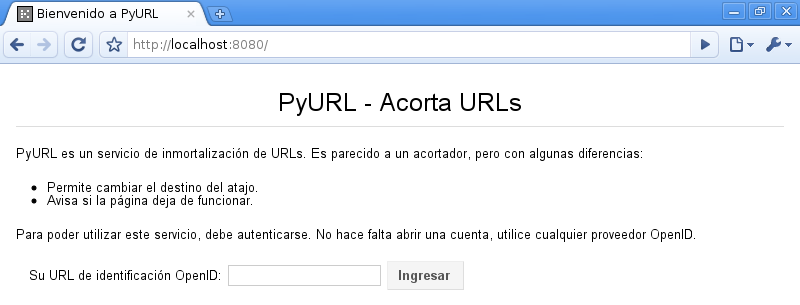 Bienvenido a PyURL
http://localhost:8080/
PyURL - Acorta URLs
PyURL es un servicio de inmortalización de URLs. Es parecido a un acortador, pero con algunas diferencias:
Permite cambiar el destino del atajo.
Avisa si la página deja de funcionar.
Para poder utilizar este servicio, debe autenticarse. No hace falta abrir una cuenta, utilice cualquier proveedor OpenID.
Su URL de identificación OpenID: Ingresar